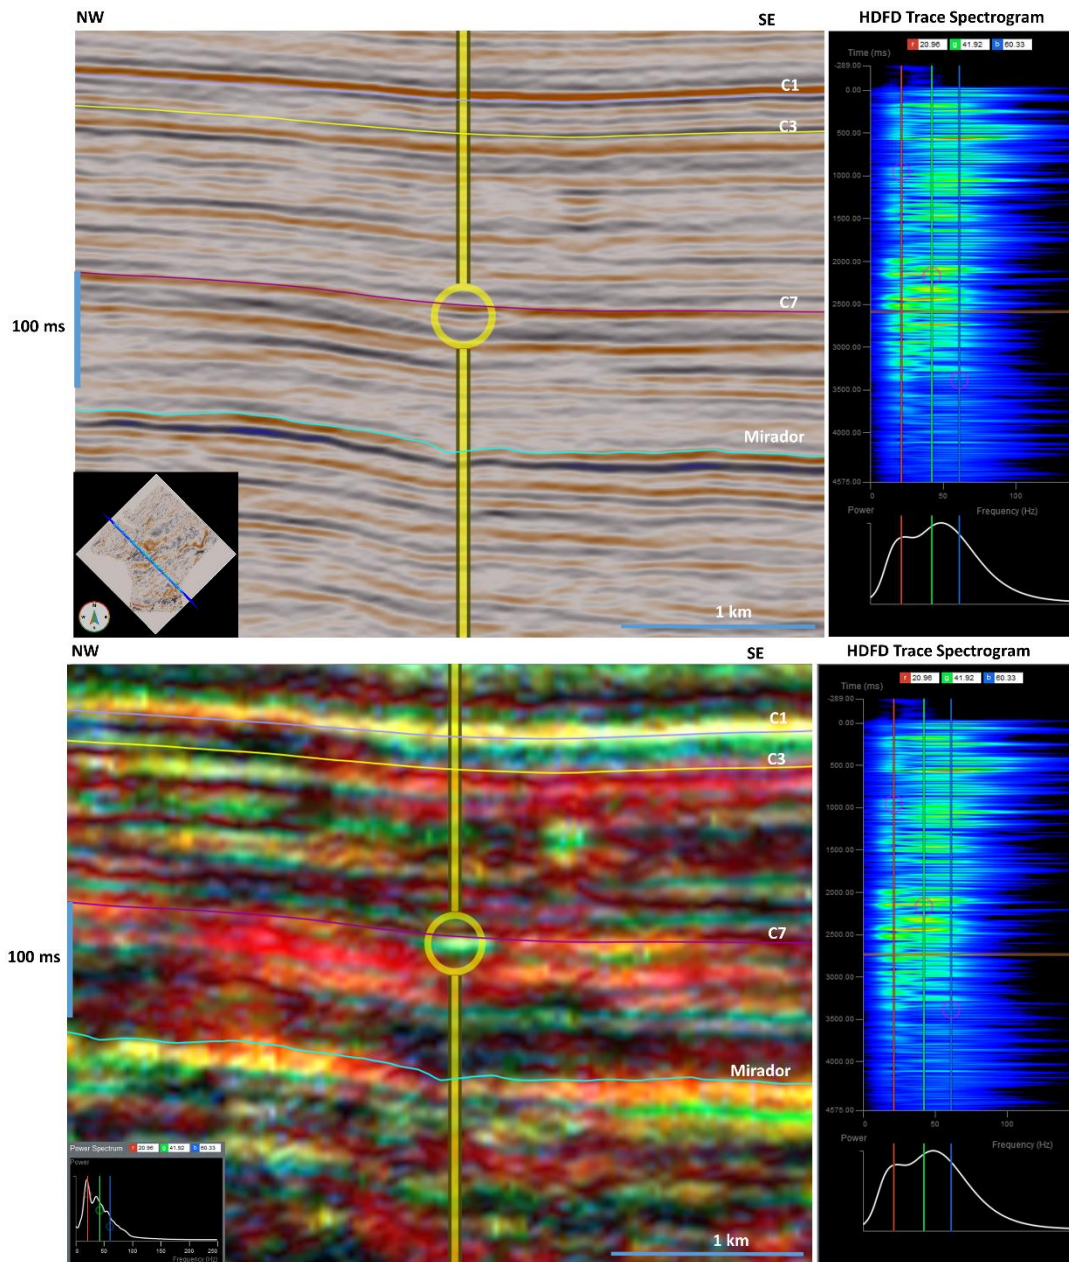 NW
SE
HDFD Trace Spectrogram
r 20.96 g 41.92 b 60.33
Time (ms)
-289.00
0.00
500.00
1000.00
1500.00
2000.00
2500.00
3000.00
3500.00
4000.00
4575.00
0 50 100
Power
Frequency (Hz)
C1
C3
C7
100 ms
Mirador
N
1 km
NW
SE
HDFD Trace Spectrogram
r 20.96 g 41.92 b 60.33
Time (ms)
-289.00
0.00
500.00
1000.00
1500.00
2000.00
2500.00
3000.00
3500.00
4000.00
4575.00
0 50 100
Power
Frequency (Hz)
C1
C3
C7
100 ms
Mirador
Power Spectrum r 20.96 g 41.92 b 60.33
Power
0 50 100 150 200 250
Frequency (Hz)
1 km